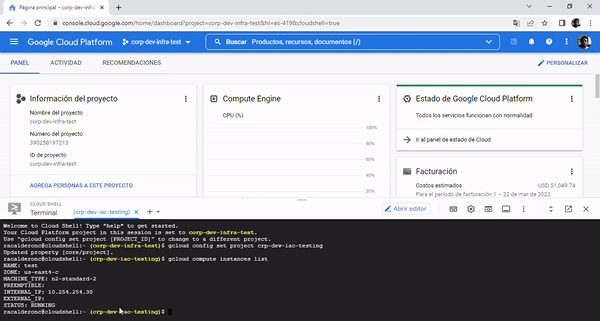 Página principal – corp-dev-infra
console.cloud.google.com/home/dashboard?project=corp-dev-infra-test&hl=es-419&cloudshell=true
Google Cloud Platform
corp-dev-infra test
Buscar Productos, recursos, documentos (/)
PANEL
ACTIVIDAD
RECOMENDACIONES
PERSONALIZAR
Información del proyecto
Nombre del proyecto
corp-dev-infra-test
Número del proyecto
390256197213
ID de proyecto
corp-dev-infra-test
AGREGA PERSONAS A ESTE PROYECTO
Compute Engine
CPU (%)
100%
80%
60%
40%
Estado de Google Cloud Platform
Todos los servicios funcionan con normalidad
Ir al panel de estado de Cloud
Facturación
Costos estimados USD $1,049.74
Para el período de facturación 1 – 22 de mar de 2022
CLOUD SHELL
Terminal
(crp-dev-iac-testing)
Abrir editor
Welcome to Cloud Shell! Type "help" to get started.
Your Cloud Platform project in this session is set to corp-dev-infra-test.
Use "gcloud config set project [PROJECT_ID]" to change to a different project.
racalderonc@cloudshell:~ (corp-dev-infra-test)$ gcloud config set project crp-dev-iac-testing
Updated property [core/project].
racalderonc@cloudshell:~ (crp-dev-iac-testing)$ gcloud compute instances list
NAME: test
ZONE: us-east4-c
MACHINE_TYPE: n2-standard-2
PREEMPTIBLE:
INTERNAL_IP: 10.254.254.30
EXTERNAL_IP:
STATUS: RUNNING
racalderonc@cloudshell:~ (crp-dev-iac-testing)$